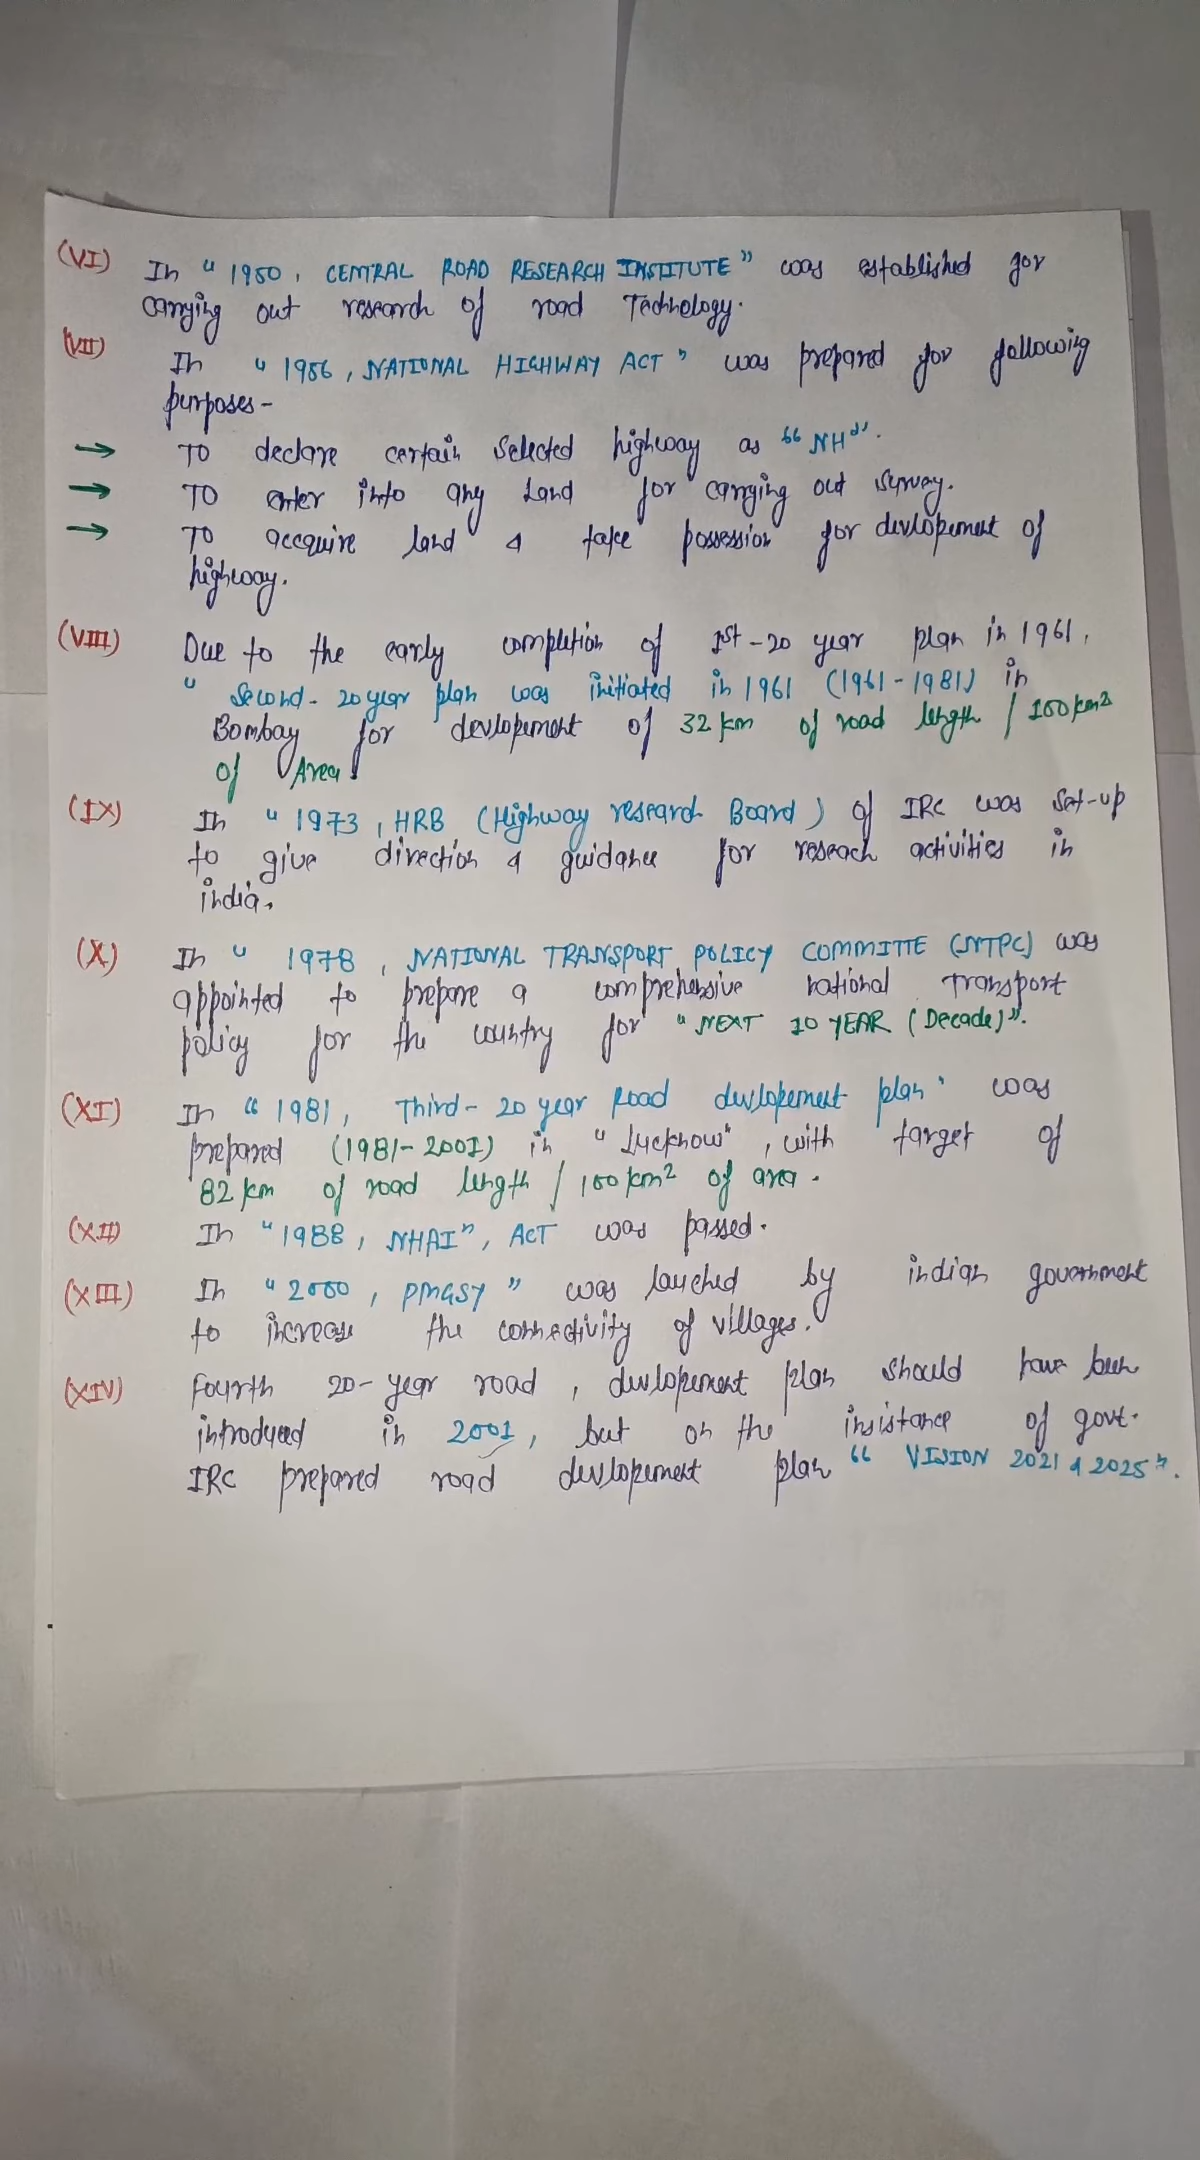 (VI) In " 1950, CENTRAL ROAD RESEARCH INSTITUTE" was established for
carrying out research of road Technology.
(VII) In " 1956, NATIONAL HIGHWAY ACT " was prepared for following
purposes-
→ To declare certain selected highway as "NH".
→ To enter into any Land for carrying out survey.
→ To accquire land & take possession for devlopement of
highway.
(VIII) Due to the early completion of 1st-20 year plan in 1961,
" Second-20 year plan was initiated in 1961 (1961-1981) in
Bombay for devlopement of 32 km of road length / 100 km²
of Area.
(IX) In " 1973, HRB (Highway research Board) of IRC was set-up
to give direction & guidance for reseach activities in
india.
(X) In " 1978, NATIONAL TRANSPORT POLICY COMMITTE (NTPC) was
appointed to prepare a comprehensive national Transport
policy for the country for "NEXT 10 YEAR (Decade)".
(XI) In "1981, Third-20 year Road devlopement plan" was
prepared (1981-2001) in "Lucknow", with target of
82 km of road length / 100 km² of area.
(XII) In "1988, NHAI", ACT was passed.
(XIII) In "2000, PMGSY " was lauched by indian government
to increase the connectivity of villages.
(XIV) Fourth 20-year road, devlopement plan should have been
introduced in 2001, but on the insistance of govt.
IRC prepared road devlopement plan " VISION 2021 & 2025".